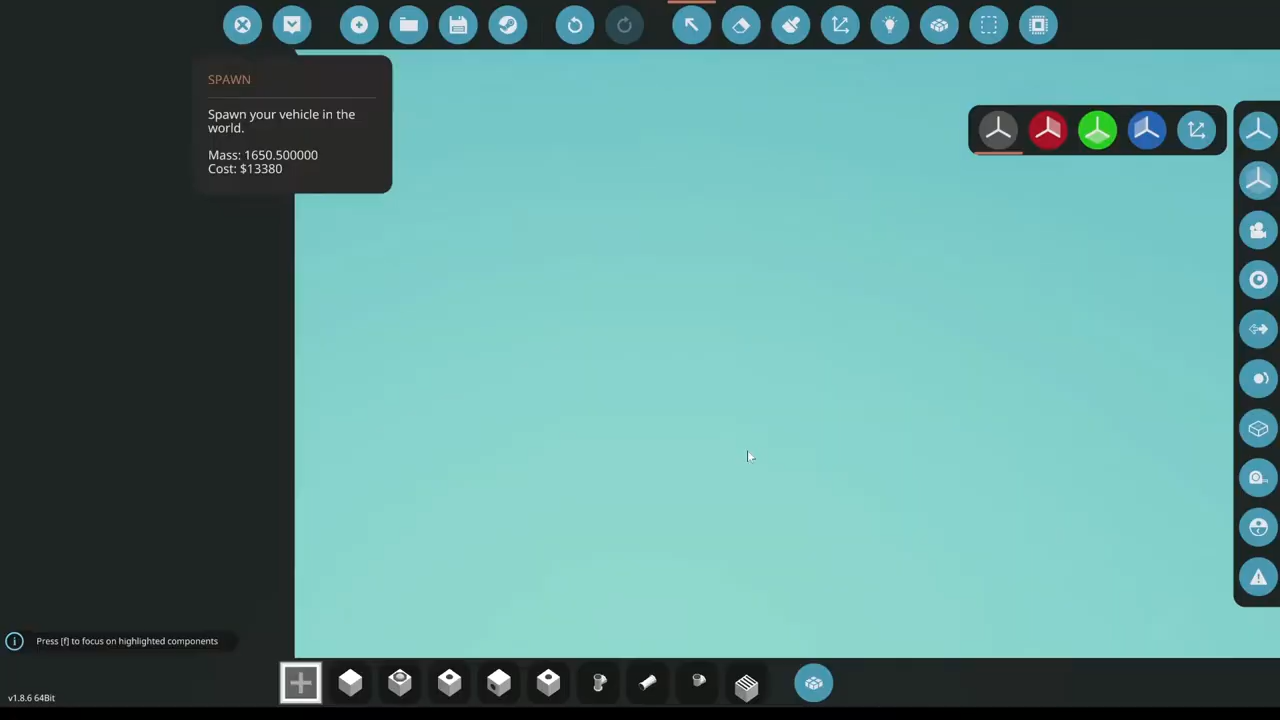 SPAWN
Spawn your vehicle in the
world.
Mass: 1650.500000
Cost: $13380
Press [f] to focus on highlighted components
v1.8.6 64Bit